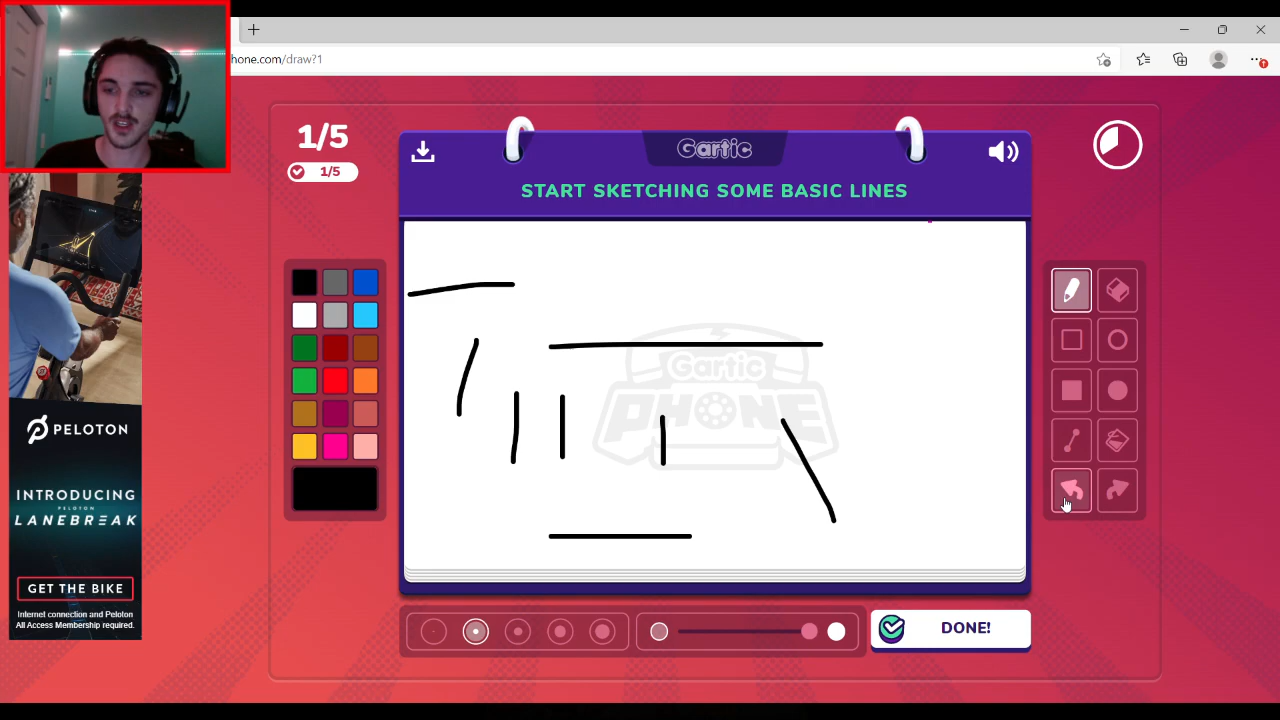 hone.com/draw?1
1/5
1/5
Gartic
START SKETCHING SOME BASIC LINES
Gartic
PHONE
PELOTON
INTRODUCING
PELOTON
LANEBREAK
GET THE BIKE
Internet connection and Peloton
All Access Membership required.
DONE!